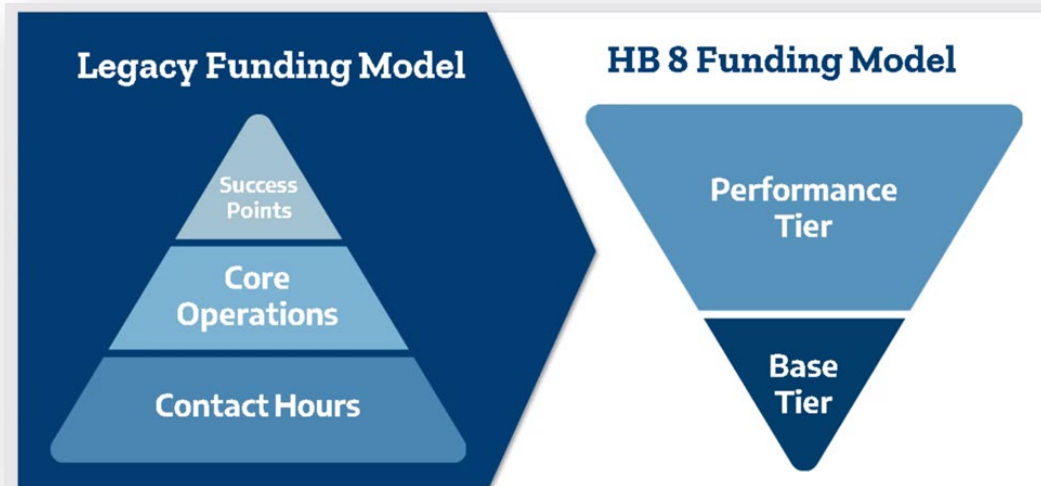 Legacy Funding Model
Success
Points
Core
Operations
Contact Hours
HB 8 Funding Model
Performance
Tier
Base
Tier